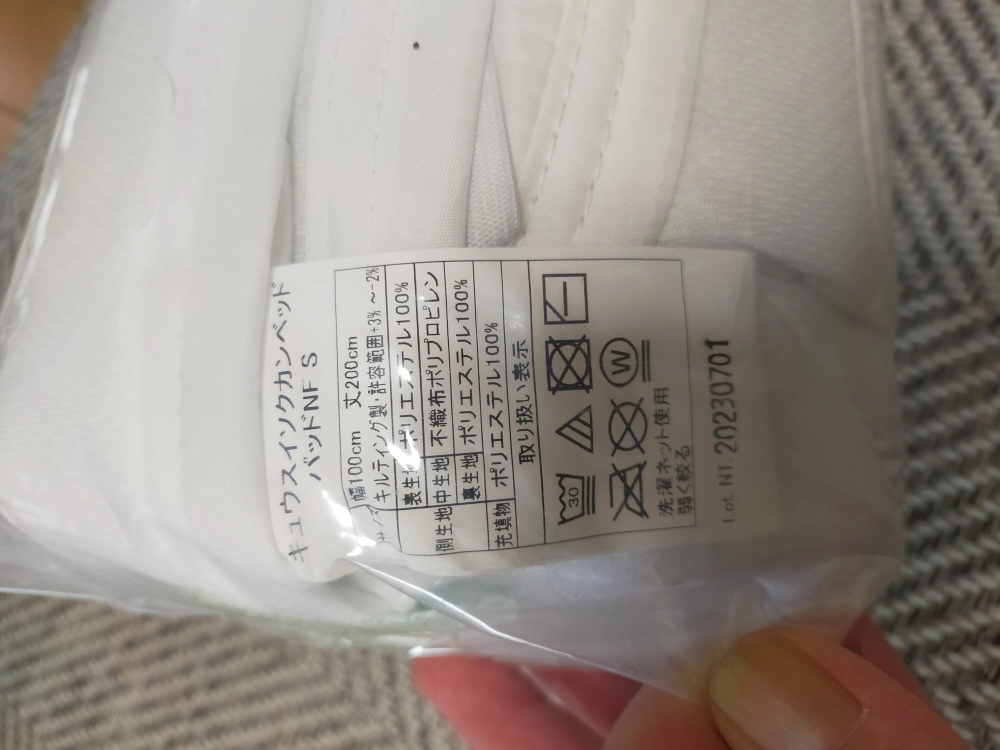 キュウスイソクカンベッド
パッドNF S
サイズ 幅100cm 丈200cm
キルティング製・許容範囲+3%～-2%
側生地 表生地 ポリエステル100%
中生地 不織布ポリプロピレン
裏生地 ポリエステル100%
充填物 ポリエステル100%
取り扱い表示
30
W
洗濯ネット使用
弱く絞る
Lot. NT. 20230701